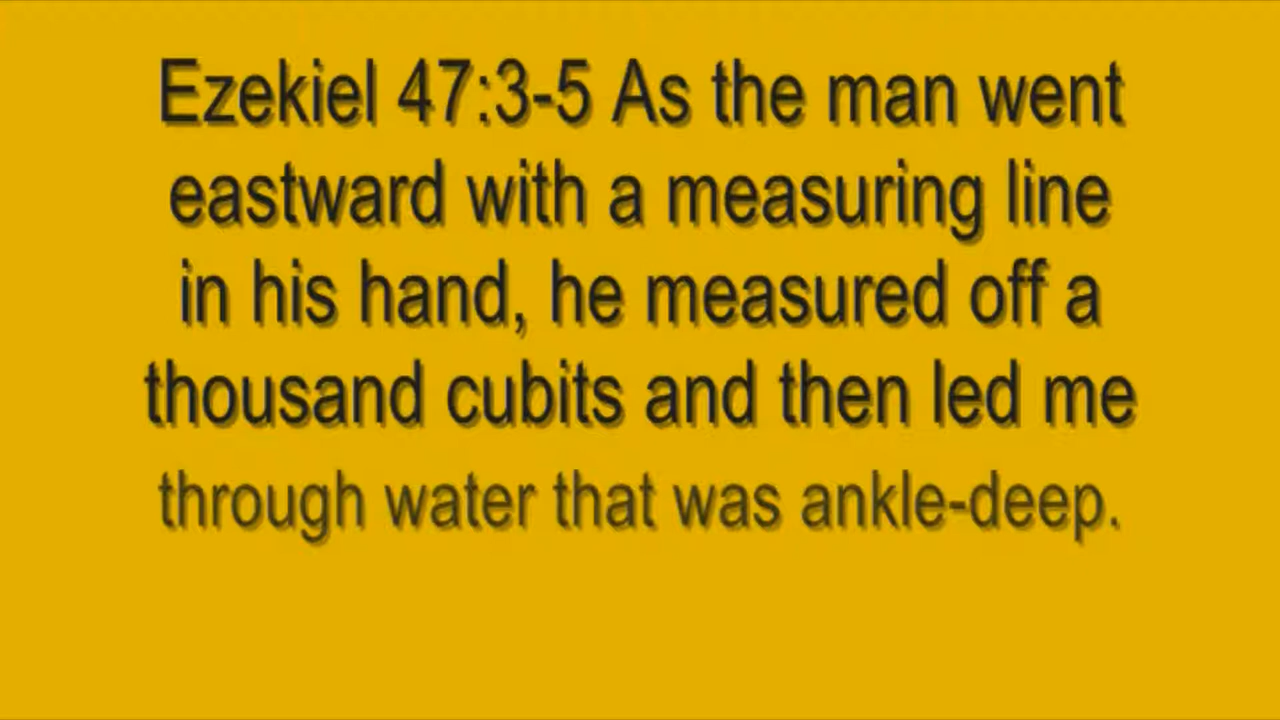 Ezekiel 47:3-5 As the man went
eastward with a measuring line
in his hand, he measured off a
thousand cubits and then led me
through water that was ankle-deep.